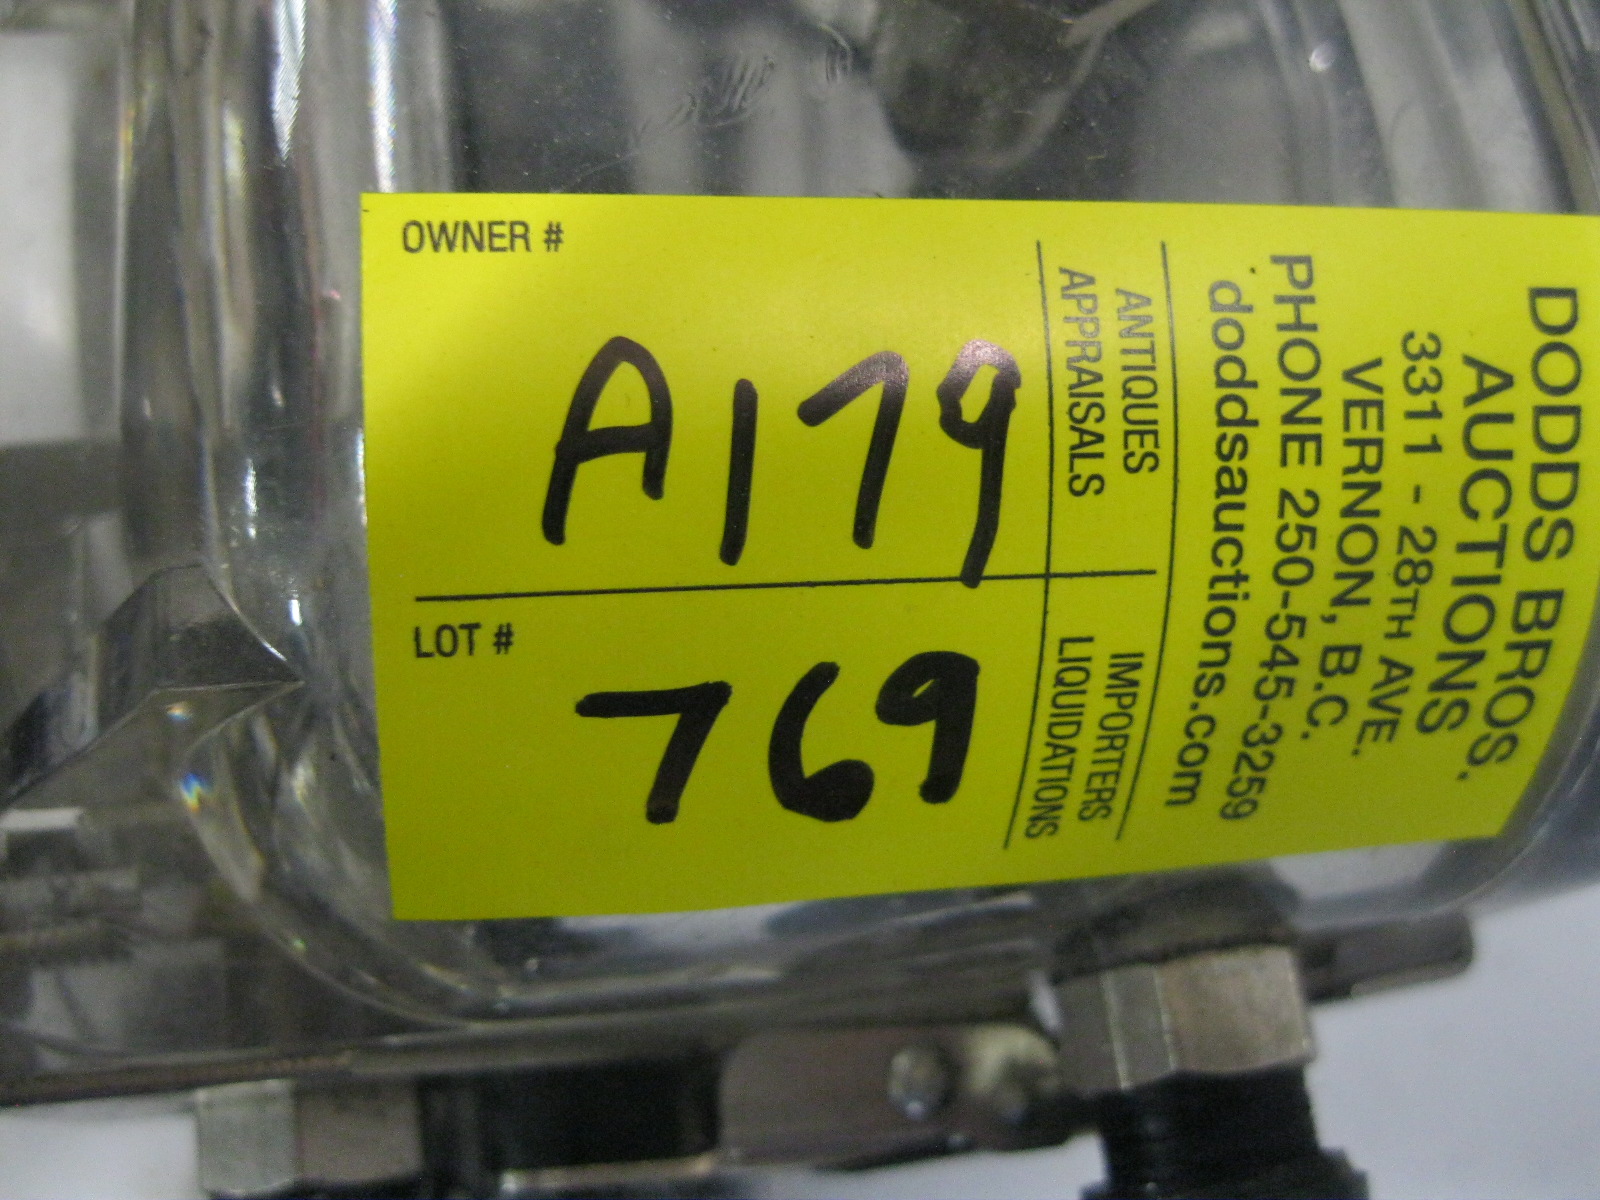 OWNER #
A179
LOT #
769
DODDS BROS.
AUCTIONS
3311 - 28TH AVE.
VERNON, B.C.
PHONE 250-545-3259
doddsauctions.com
ANTIQUES
APPRAISALS
IMPORTERS
LIQUIDATIONS